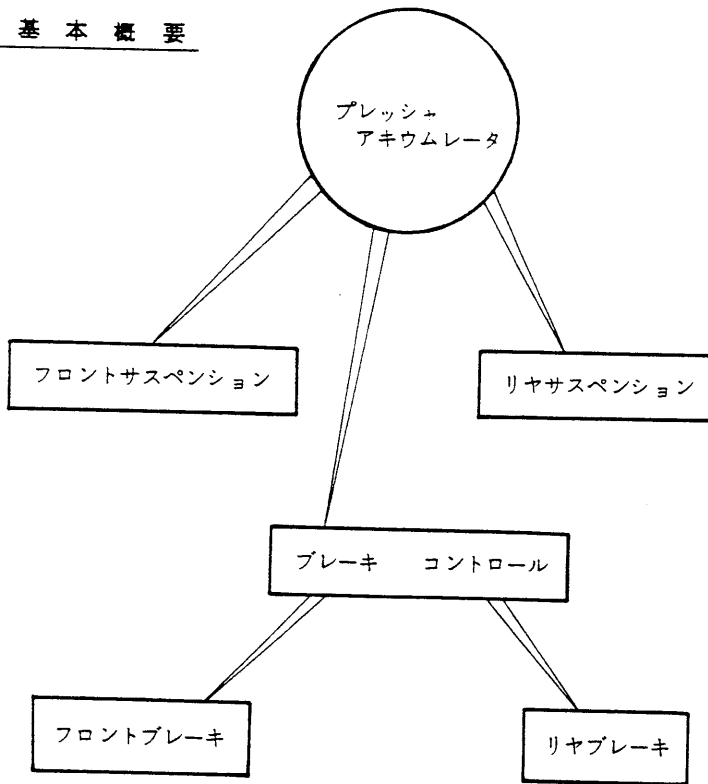 基本概要
プレッシャ
アキウムレータ
フロントサスペンション
リヤサスペンション
ブレーキ コントロール
フロントブレーキ
リヤブレーキ